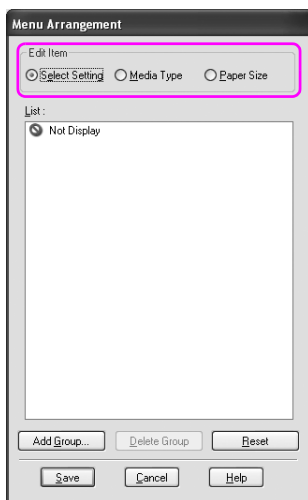 Menu Arrangement
Edit Item
Select Setting Media Type Paper Size
List :
Not Display
Add Group... Delete Group Reset
Save Cancel Help